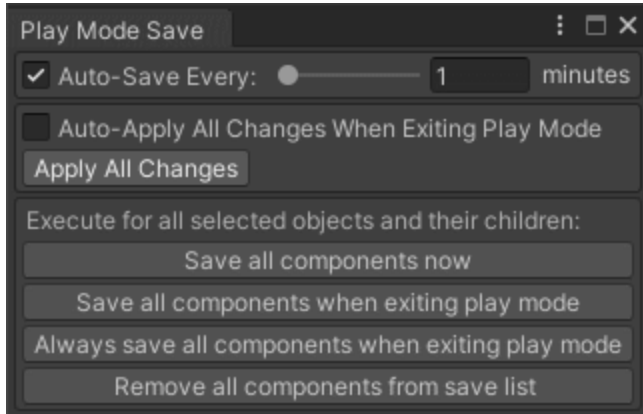 Play Mode Save
Auto-Save Every: 1 minutes
Auto-Apply All Changes When Exiting Play Mode
Apply All Changes
Execute for all selected objects and their children:
Save all components now
Save all components when exiting play mode
Always save all components when exiting play mode
Remove all components from save list